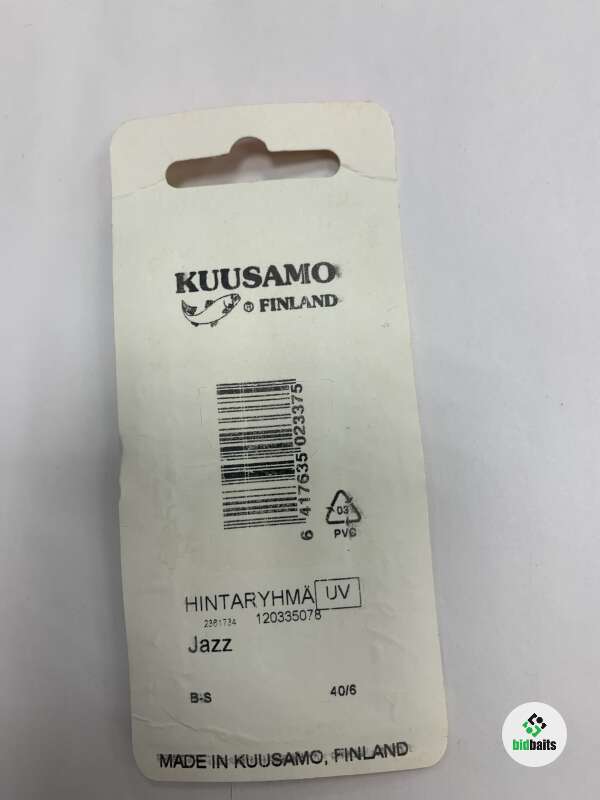 KUUSAMO
® FINLAND
6 417635 023375
03
PVC
HINTARYHMÄ UV
2361734 120335078
Jazz
B-S 40/6
MADE IN KUUSAMO, FINLAND
bidbaits